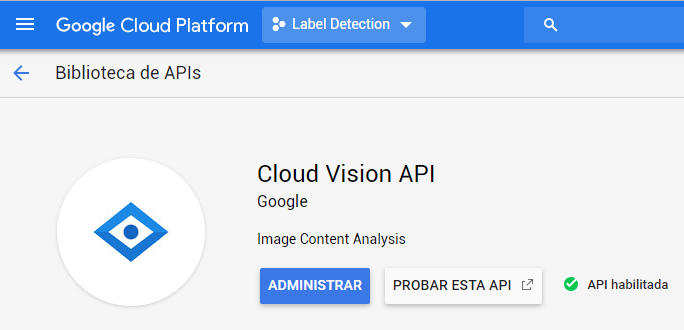 Google Cloud Platform Label Detection
Biblioteca de APIs
Cloud Vision API
Google
Image Content Analysis
ADMINISTRAR PROBAR ESTA API API habilitada